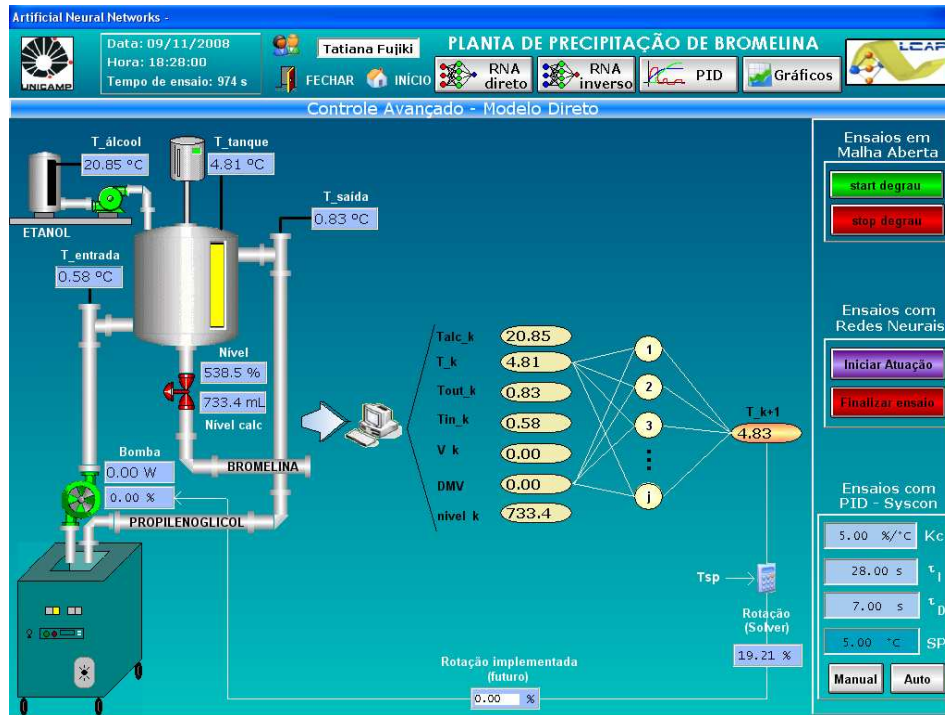 Artificial Neural Networks -
UNICAMP
Data: 09/11/2008
Hora: 18:28:00
Tempo de ensaio: 974 s
Tatiana Fujiki
FECHAR
INÍCIO
PLANTA DE PRECIPITAÇÃO DE BROMELINA
RNA
direto
RNA
inverso
PID
Gráficos
Controle Avançado - Modelo Direto
T_álcool
20.85 ºC
T_tanque
4.81 ºC
T_saída
0.83 ºC
ETANOL
T_entrada
0.58 ºC
Nível
538.5 %
733.4 mL
Nível calc
Bomba
0.00 W
0.00 %
BROMELINA
PROPILENOGLICOL
Talc_k
20.85
T_k
4.81
Tout_k
0.83
Tin_k
0.58
V_k
0.00
DMV
0.00
nivel_k
733.4
1
2
3
j
T_k+1
4.83
Tsp
Rotação
(Solver)
19.21 %
Rotação implementada
(futuro)
0.00 %
Ensaios em
Malha Aberta
start degrau
stop degrau
Ensaios com
Redes Neurais
Iniciar Atuação
Finalizar ensaio
Ensaios com
PID - Syscon
5.00 %/°C Kc
28.00 s τI
7.00 s τD
5.00 °C SP
Manual
Auto